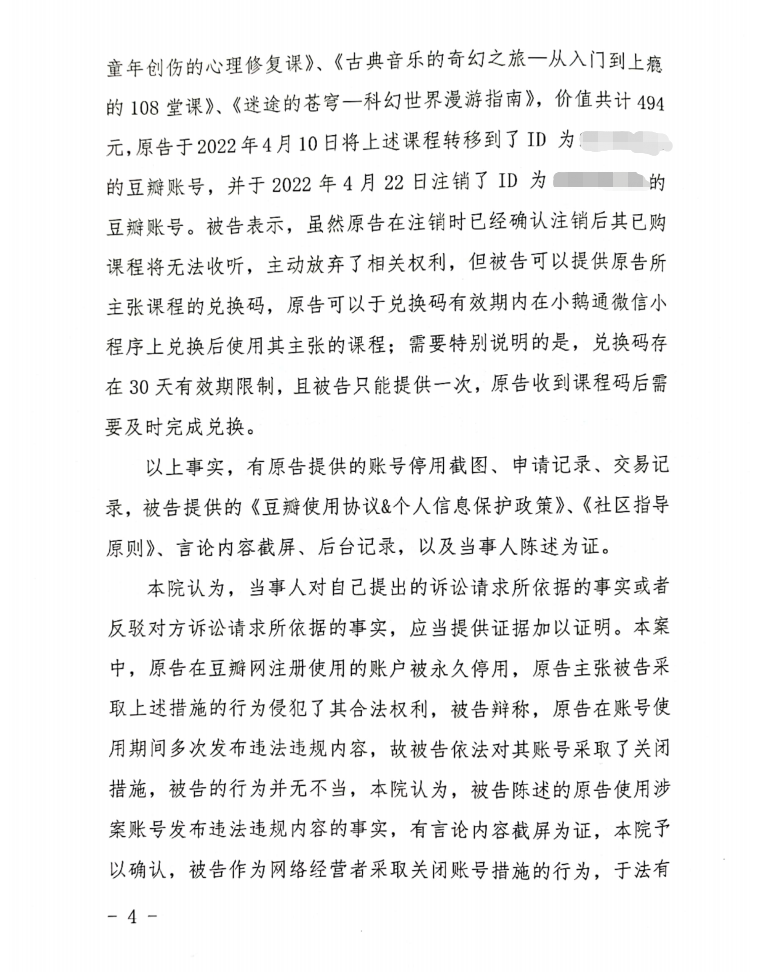 童年创伤的心理修复课》、《古典音乐的奇幻之旅—从入门到上瘾
的 108 堂课》、《迷途的苍穹—科幻世界漫游指南》，价值共计 494
元，原告于 2022 年 4 月 10 日将上述课程转移到了 ID 为
的豆瓣账号，并于 2022 年 4 月 22 日注销了 ID 为 的
豆瓣账号。被告表示，虽然原告在注销时已经确认注销后其已购
课程将无法收听，主动放弃了相关权利，但被告可以提供原告所
主张课程的兑换码，原告可以于兑换码有效期内在小鹅通微信小
程序上兑换后使用其主张的课程；需要特别说明的是，兑换码存
在 30 天有效期限制，且被告只能提供一次，原告收到课程码后需
要及时完成兑换。
以上事实，有原告提供的账号停用截图、申请记录、交易记
录，被告提供的《豆瓣使用协议&个人信息保护政策》、《社区指导
原则》、言论内容截屏、后台记录，以及当事人陈述为证。
本院认为，当事人对自己提出的诉讼请求所依据的事实或者
反驳对方诉讼请求所依据的事实，应当提供证据加以证明。本案
中，原告在豆瓣网注册使用的账户被永久停用，原告主张被告采
取上述措施的行为侵犯了其合法权利，被告辩称，原告在账号使
用期间多次发布违法违规内容，故被告依法对其账号采取了关闭
措施，被告的行为并无不当，本院认为，被告陈述的原告使用涉
案账号发布违法违规内容的事实，有言论内容截屏为证，本院予
以确认，被告作为网络经营者采取关闭账号措施的行为，于法有
- 4 -